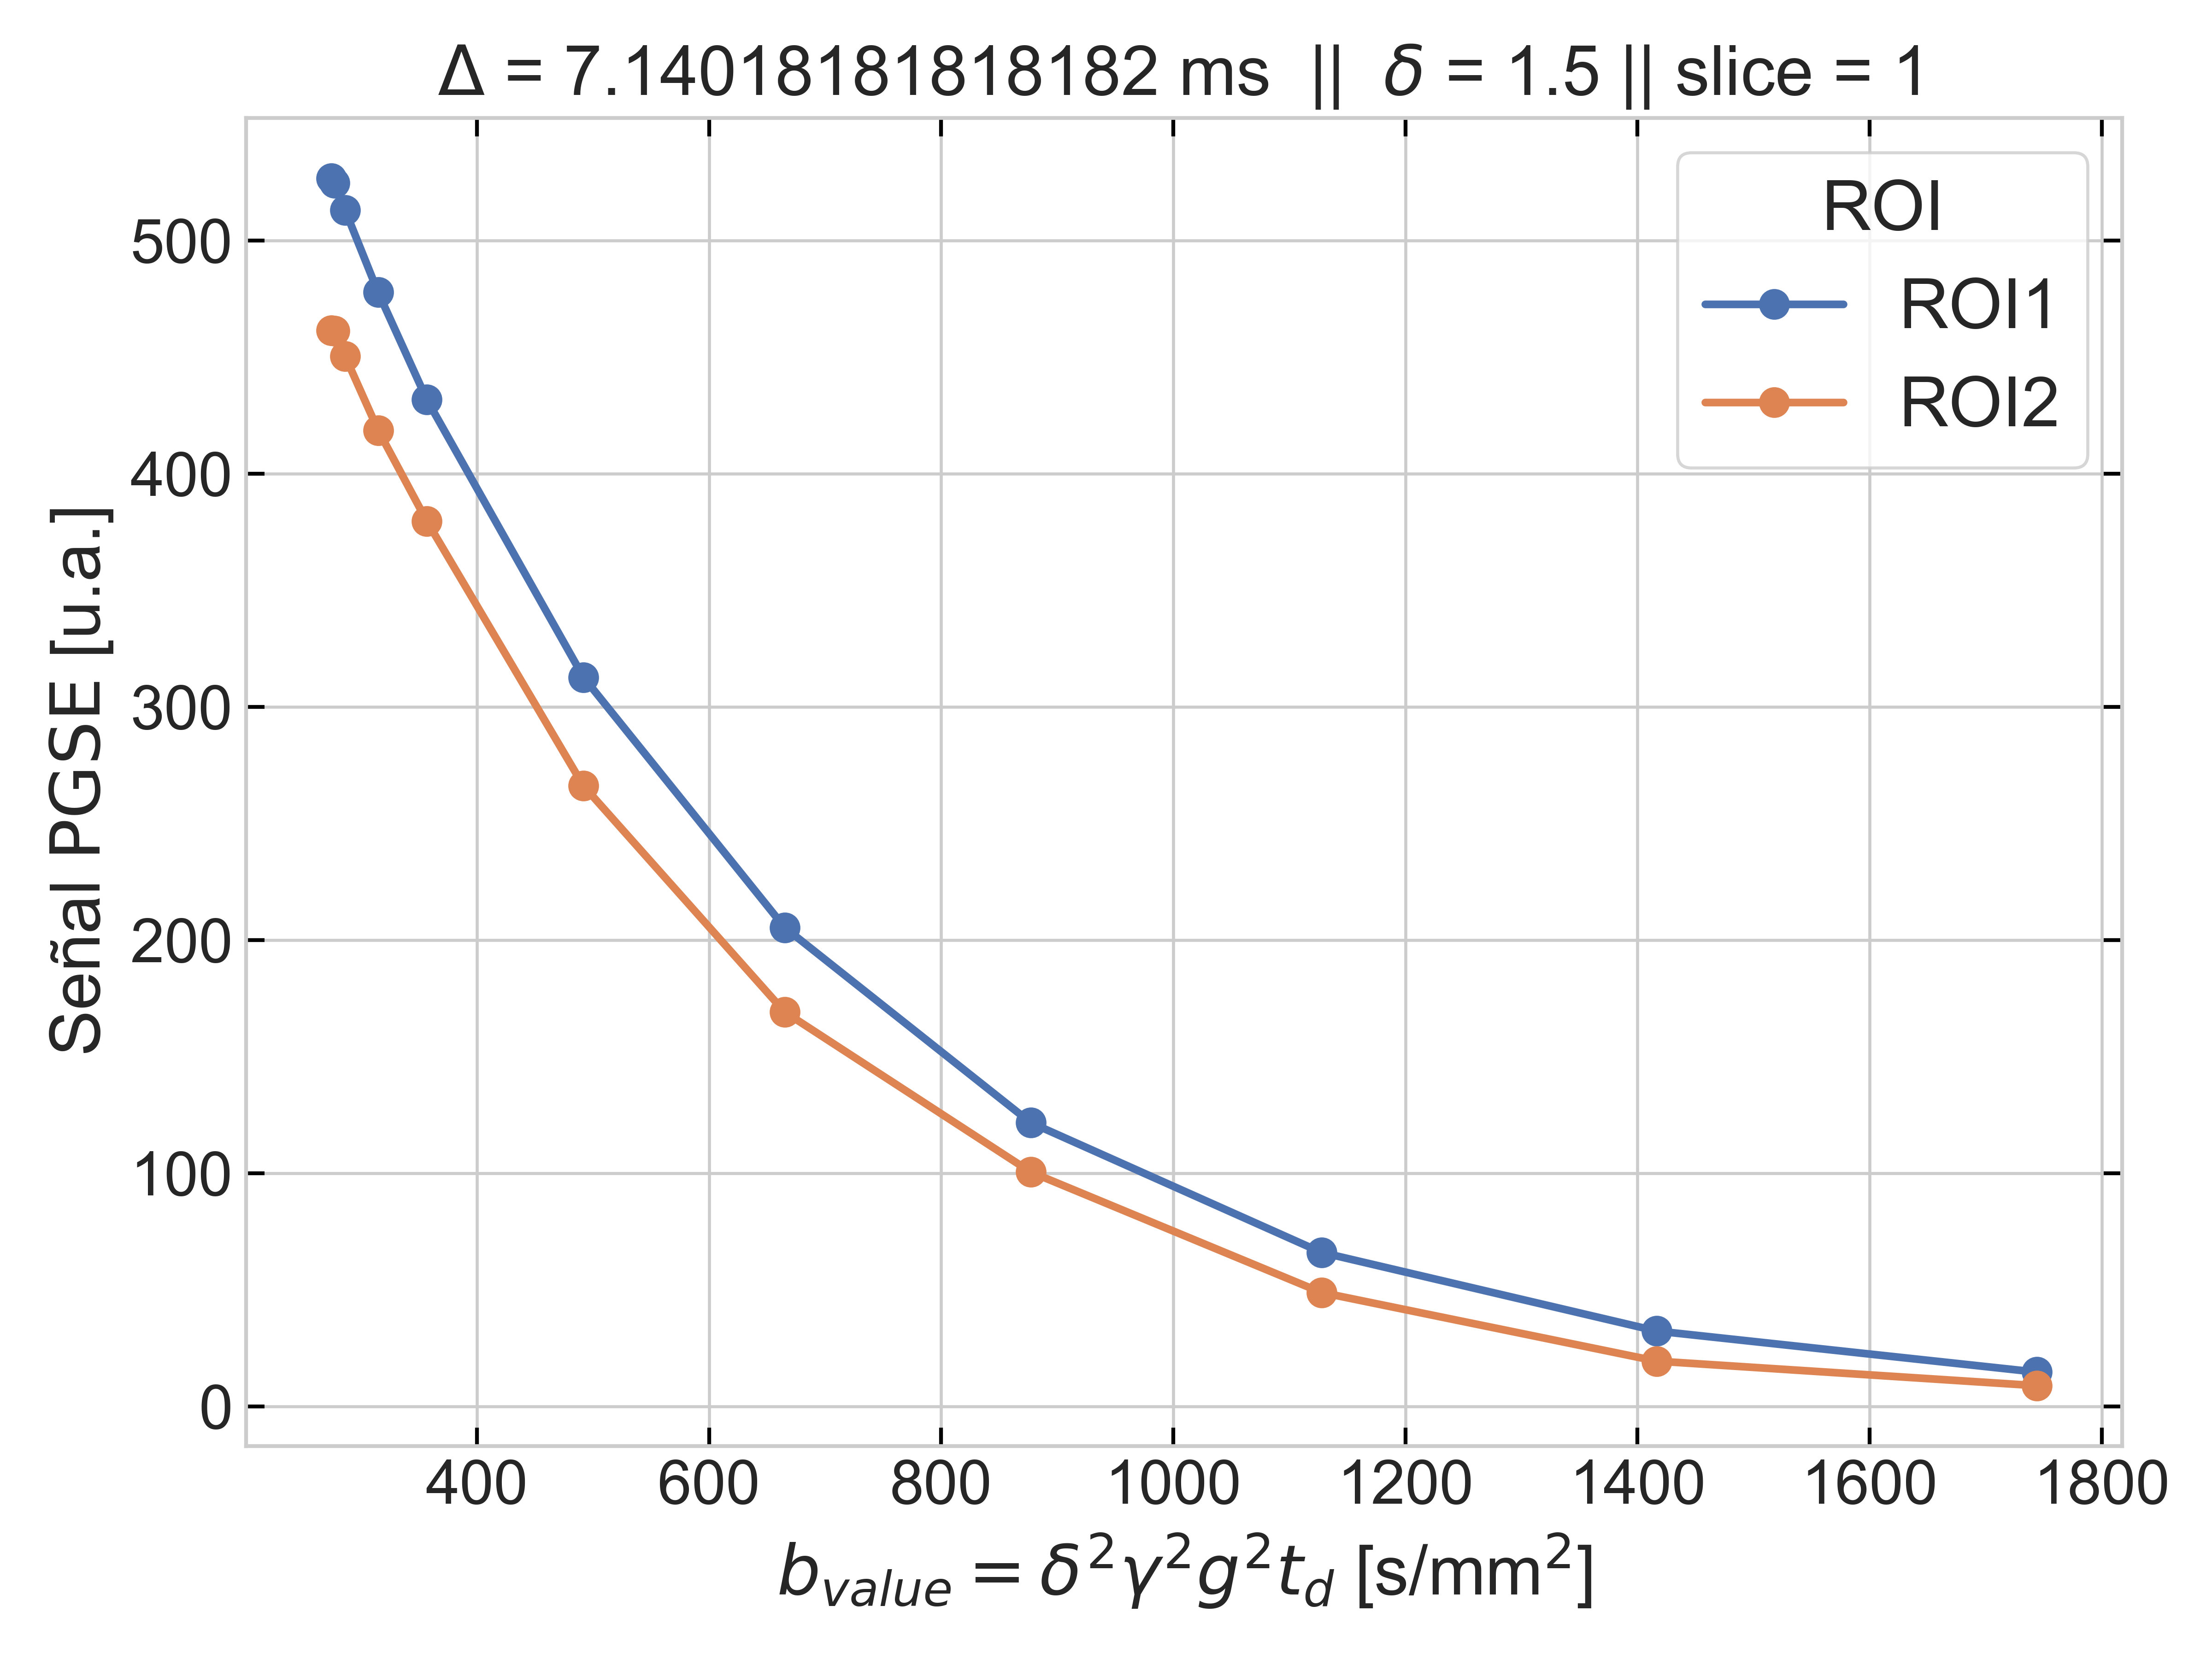 Δ = 7.140181818181818182 ms || δ = 1.5 || slice = 1
ROI
ROI1
ROI2
Señal PGSE [u.a.]
500
400
300
200
100
0
400 600 800 1000 1200 1400 1600 1800
b_value = δ²γ²g²t_d [s/mm²]